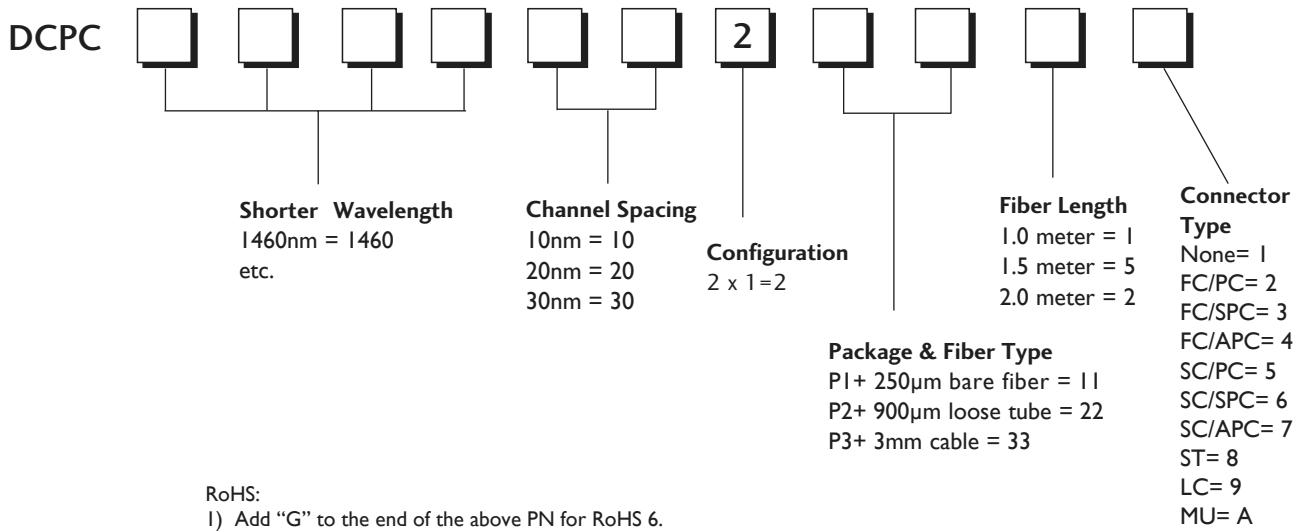 DCPC 2
Shorter Wavelength
1460nm = 1460
etc.
Channel Spacing
10nm = 10
20nm = 20
30nm = 30
Configuration
2 x 1=2
Package & Fiber Type
P1+ 250µm bare fiber = 11
P2+ 900µm loose tube = 22
P3+ 3mm cable = 33
Fiber Length
1.0 meter = 1
1.5 meter = 5
2.0 meter = 2
Connector
Type
None= 1
FC/PC= 2
FC/SPC= 3
FC/APC= 4
SC/PC= 5
SC/SPC= 6
SC/APC= 7
ST= 8
LC= 9
MU= A
RoHS:
1) Add “G” to the end of the above PN for RoHS 6.